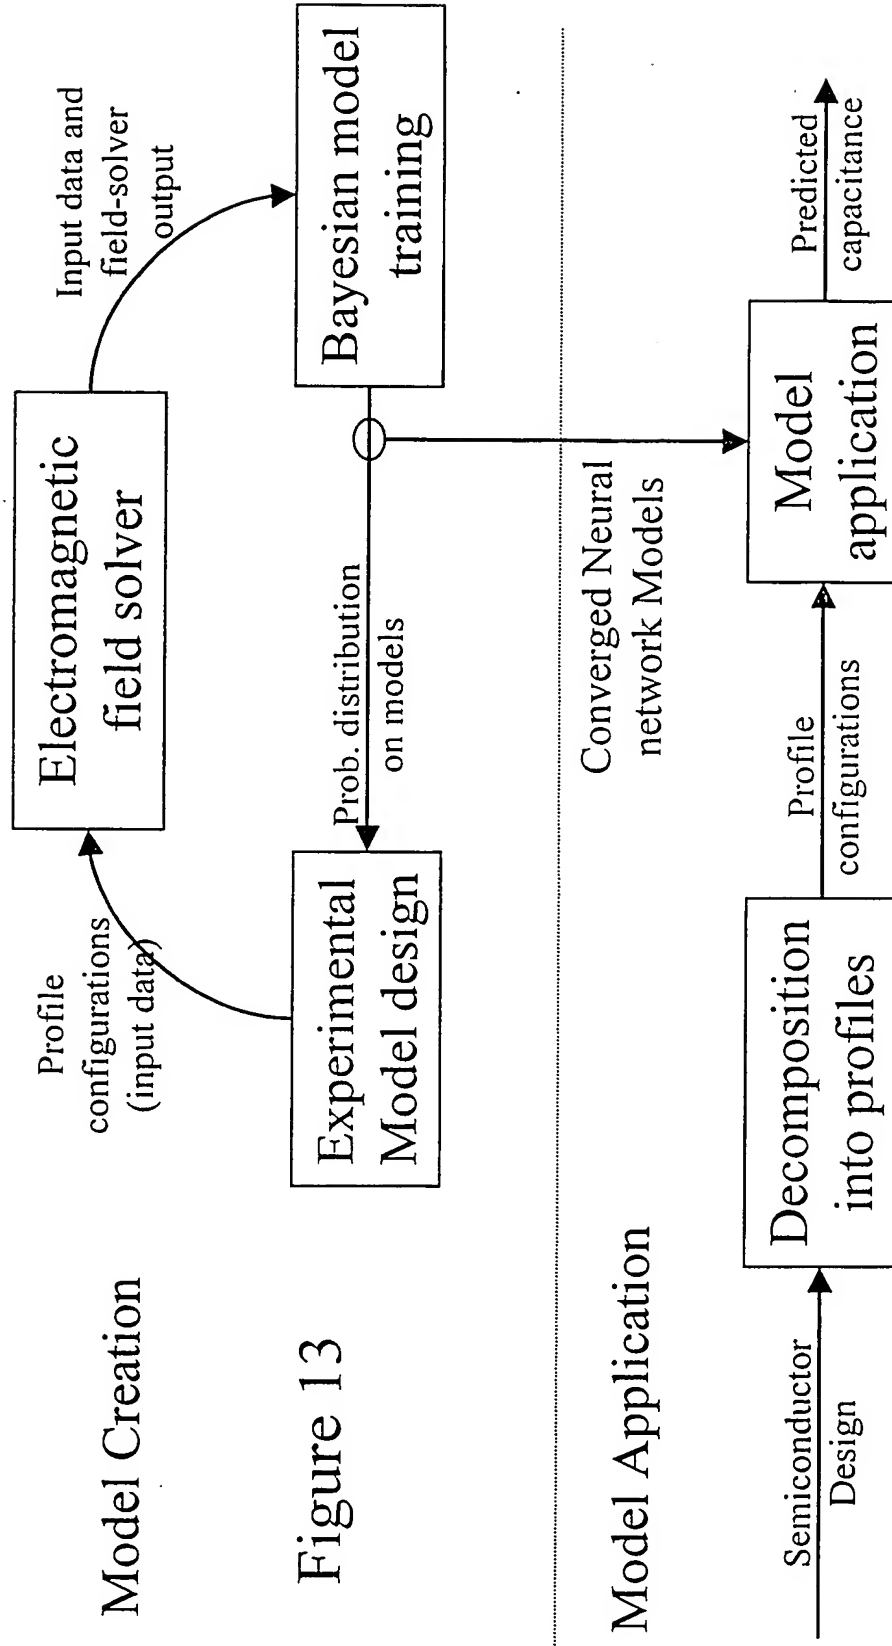 Model Creation
Figure 13
Profile
configurations
(input data)
Electromagnetic
field solver
Input data and
field-solver
output
Experimental
Model design
Prob. distribution
on models
Bayesian model
training
Converged Neural
network Models
Model Application
Semiconductor
Design
Decomposition
into profiles
Profile
configurations
Model
application
Predicted
capacitance